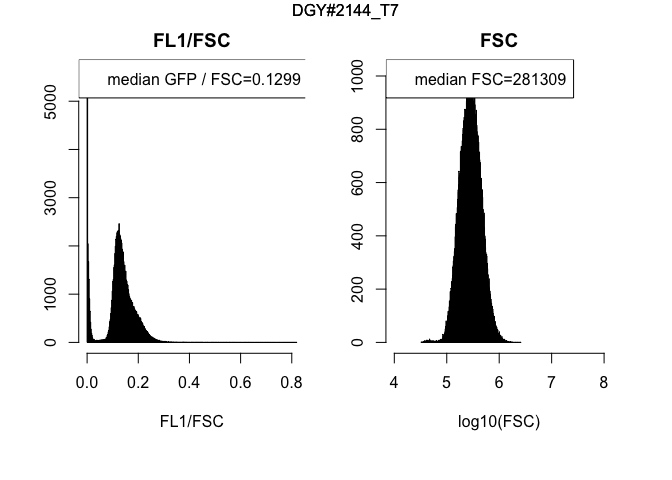 DGY#2144_T7
FL1/FSC
FSC
median GFP / FSC=0.1299
median FSC=281309
5000
3000
1000
0
1000
800
600
400
200
0
0.0 0.2 0.4 0.6 0.8
4 5 6 7 8
FL1/FSC
log10(FSC)